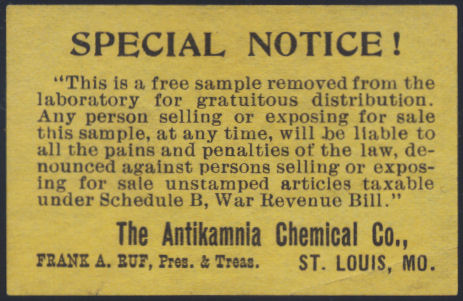 SPECIAL NOTICE!
"This is a free sample removed from the
laboratory for gratuitous distribution.
Any person selling or exposing for sale
this sample, at any time, will be liable to
all the pains and penalties of the law, de-
nounced against persons selling or expos-
ing for sale unstamped articles taxable
under Schedule B, War Revenue Bill."
The Antikamnia Chemical Co.,
FRANK A. RUF, Pres. & Treas. ST. LOUIS, MO.